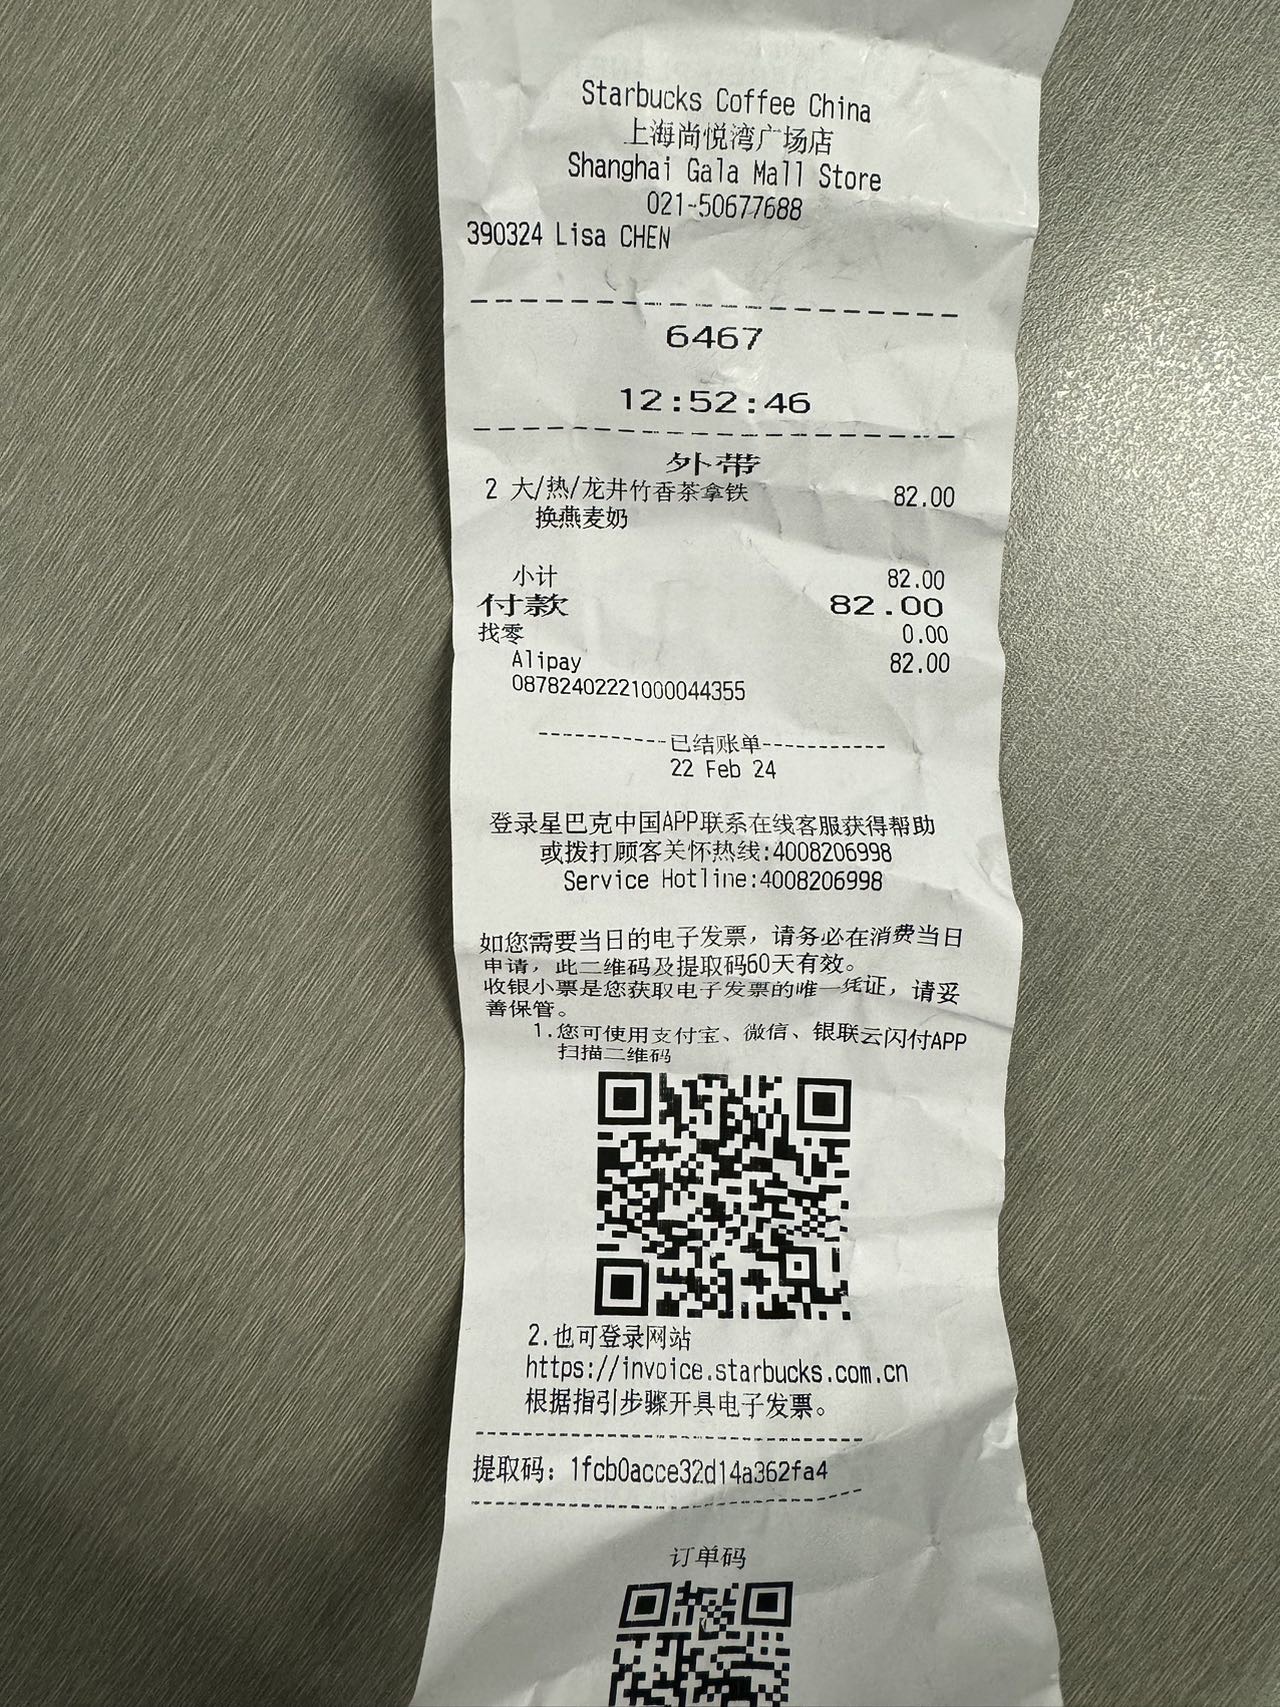 Starbucks Coffee China
上海尚悦湾广场店
Shanghai Gala Mall Store
021-50677688
390324 Lisa CHEN
6467
12:52:46
外带
2 大/热/龙井竹香茶拿铁 82.00
换燕麦奶
小计 82.00
付款 82.00
找零 0.00
Alipay 82.00
08782402221000044355
-----------已结账单-----------
22 Feb 24
登录星巴克中国APP联系在线客服获得帮助
或拨打顾客关怀热线:4008206998
Service Hotline:4008206998
如您需要当日的电子发票，请务必在消费当日
申请，此二维码及提取码60天有效。
收银小票是您获取电子发票的唯一凭证，请妥
善保管。
1.您可使用支付宝、微信、银联云闪付APP
扫描二维码
2.也可登录网站
https://invoice.starbucks.com.cn
根据指引步骤开具电子发票。
提取码：1fcb0acce32d14a362fa4
订单码